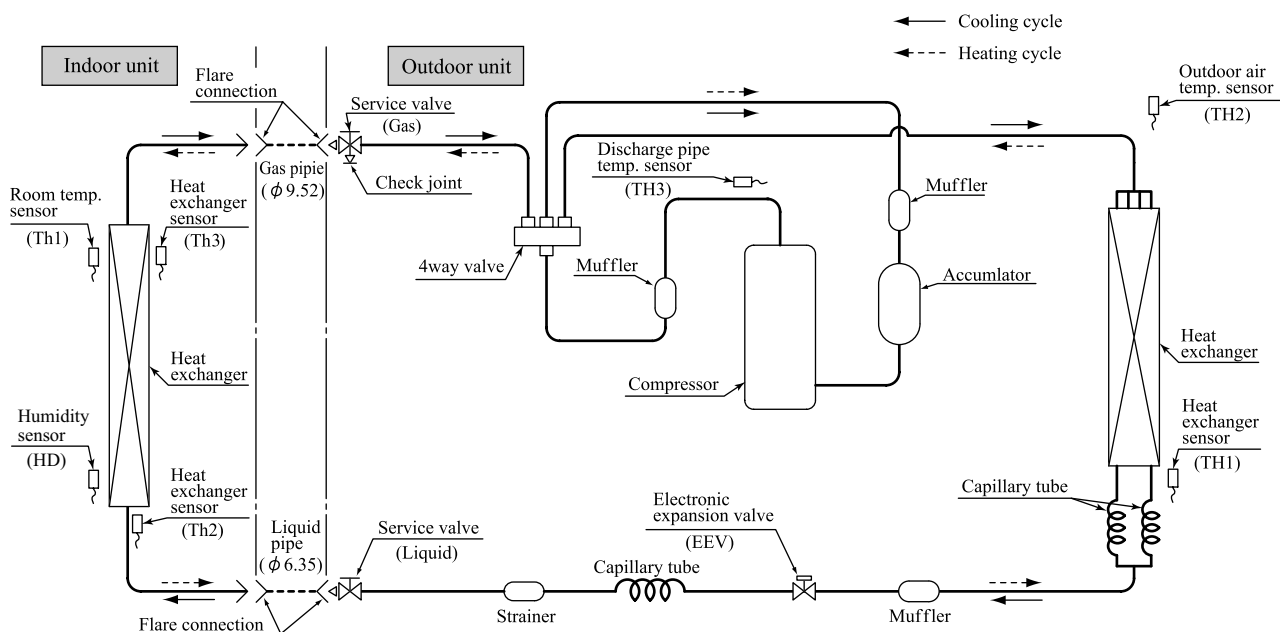 Cooling cycle
Heating cycle
Indoor unit
Outdoor unit
Flare
connection
Service valve
(Gas)
Outdoor air
temp. sensor
(TH2)
Gas pipie
(ϕ9.52)
Check joint
Discharge pipe
temp. sensor
(TH3)
Muffler
Room temp.
sensor
(Th1)
Heat
exchanger
sensor
(Th3)
4way valve
Muffler
Accumlator
Heat
exchanger
Compressor
Heat
exchanger
Humidity
sensor
(HD)
Heat
exchanger
sensor
(TH1)
Heat
exchanger
sensor
(Th2)
Liquid
pipe
(ϕ6.35)
Service valve
(Liquid)
Electronic
expansion valve
(EEV)
Capillary tube
Capillary tube
Strainer
Muffler
Flare connection